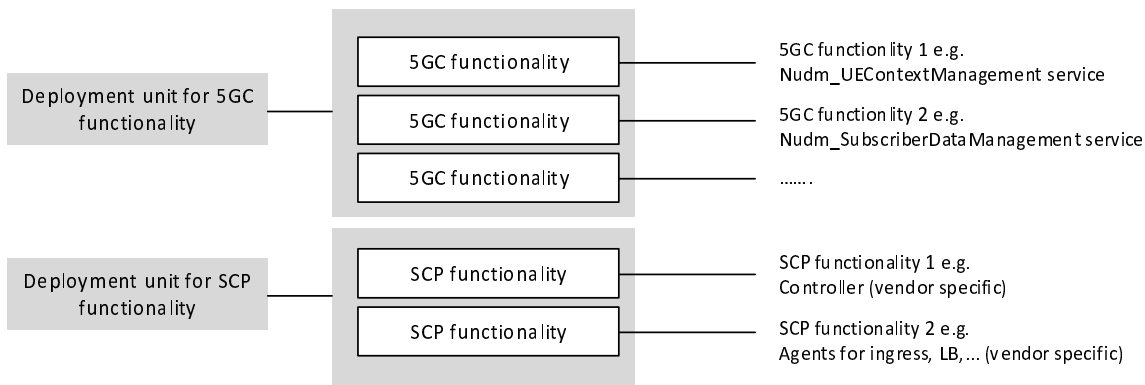 Deployment unit for 5GC
functionality
5GC functionality
5GC functionality
5GC functionality
5GC functionlity 1 e.g.
Nudm_UEContextManagement service
5GC functionality 2 e.g.
Nudm_SubscriberDataManagement service
.......
Deployment unit for SCP
functionality
SCP functionality
SCP functionality
SCP functionality 1 e.g.
Controller (vendor specific)
SCP functionality 2 e.g.
Agents for ingress, LB,... (vendor specific)